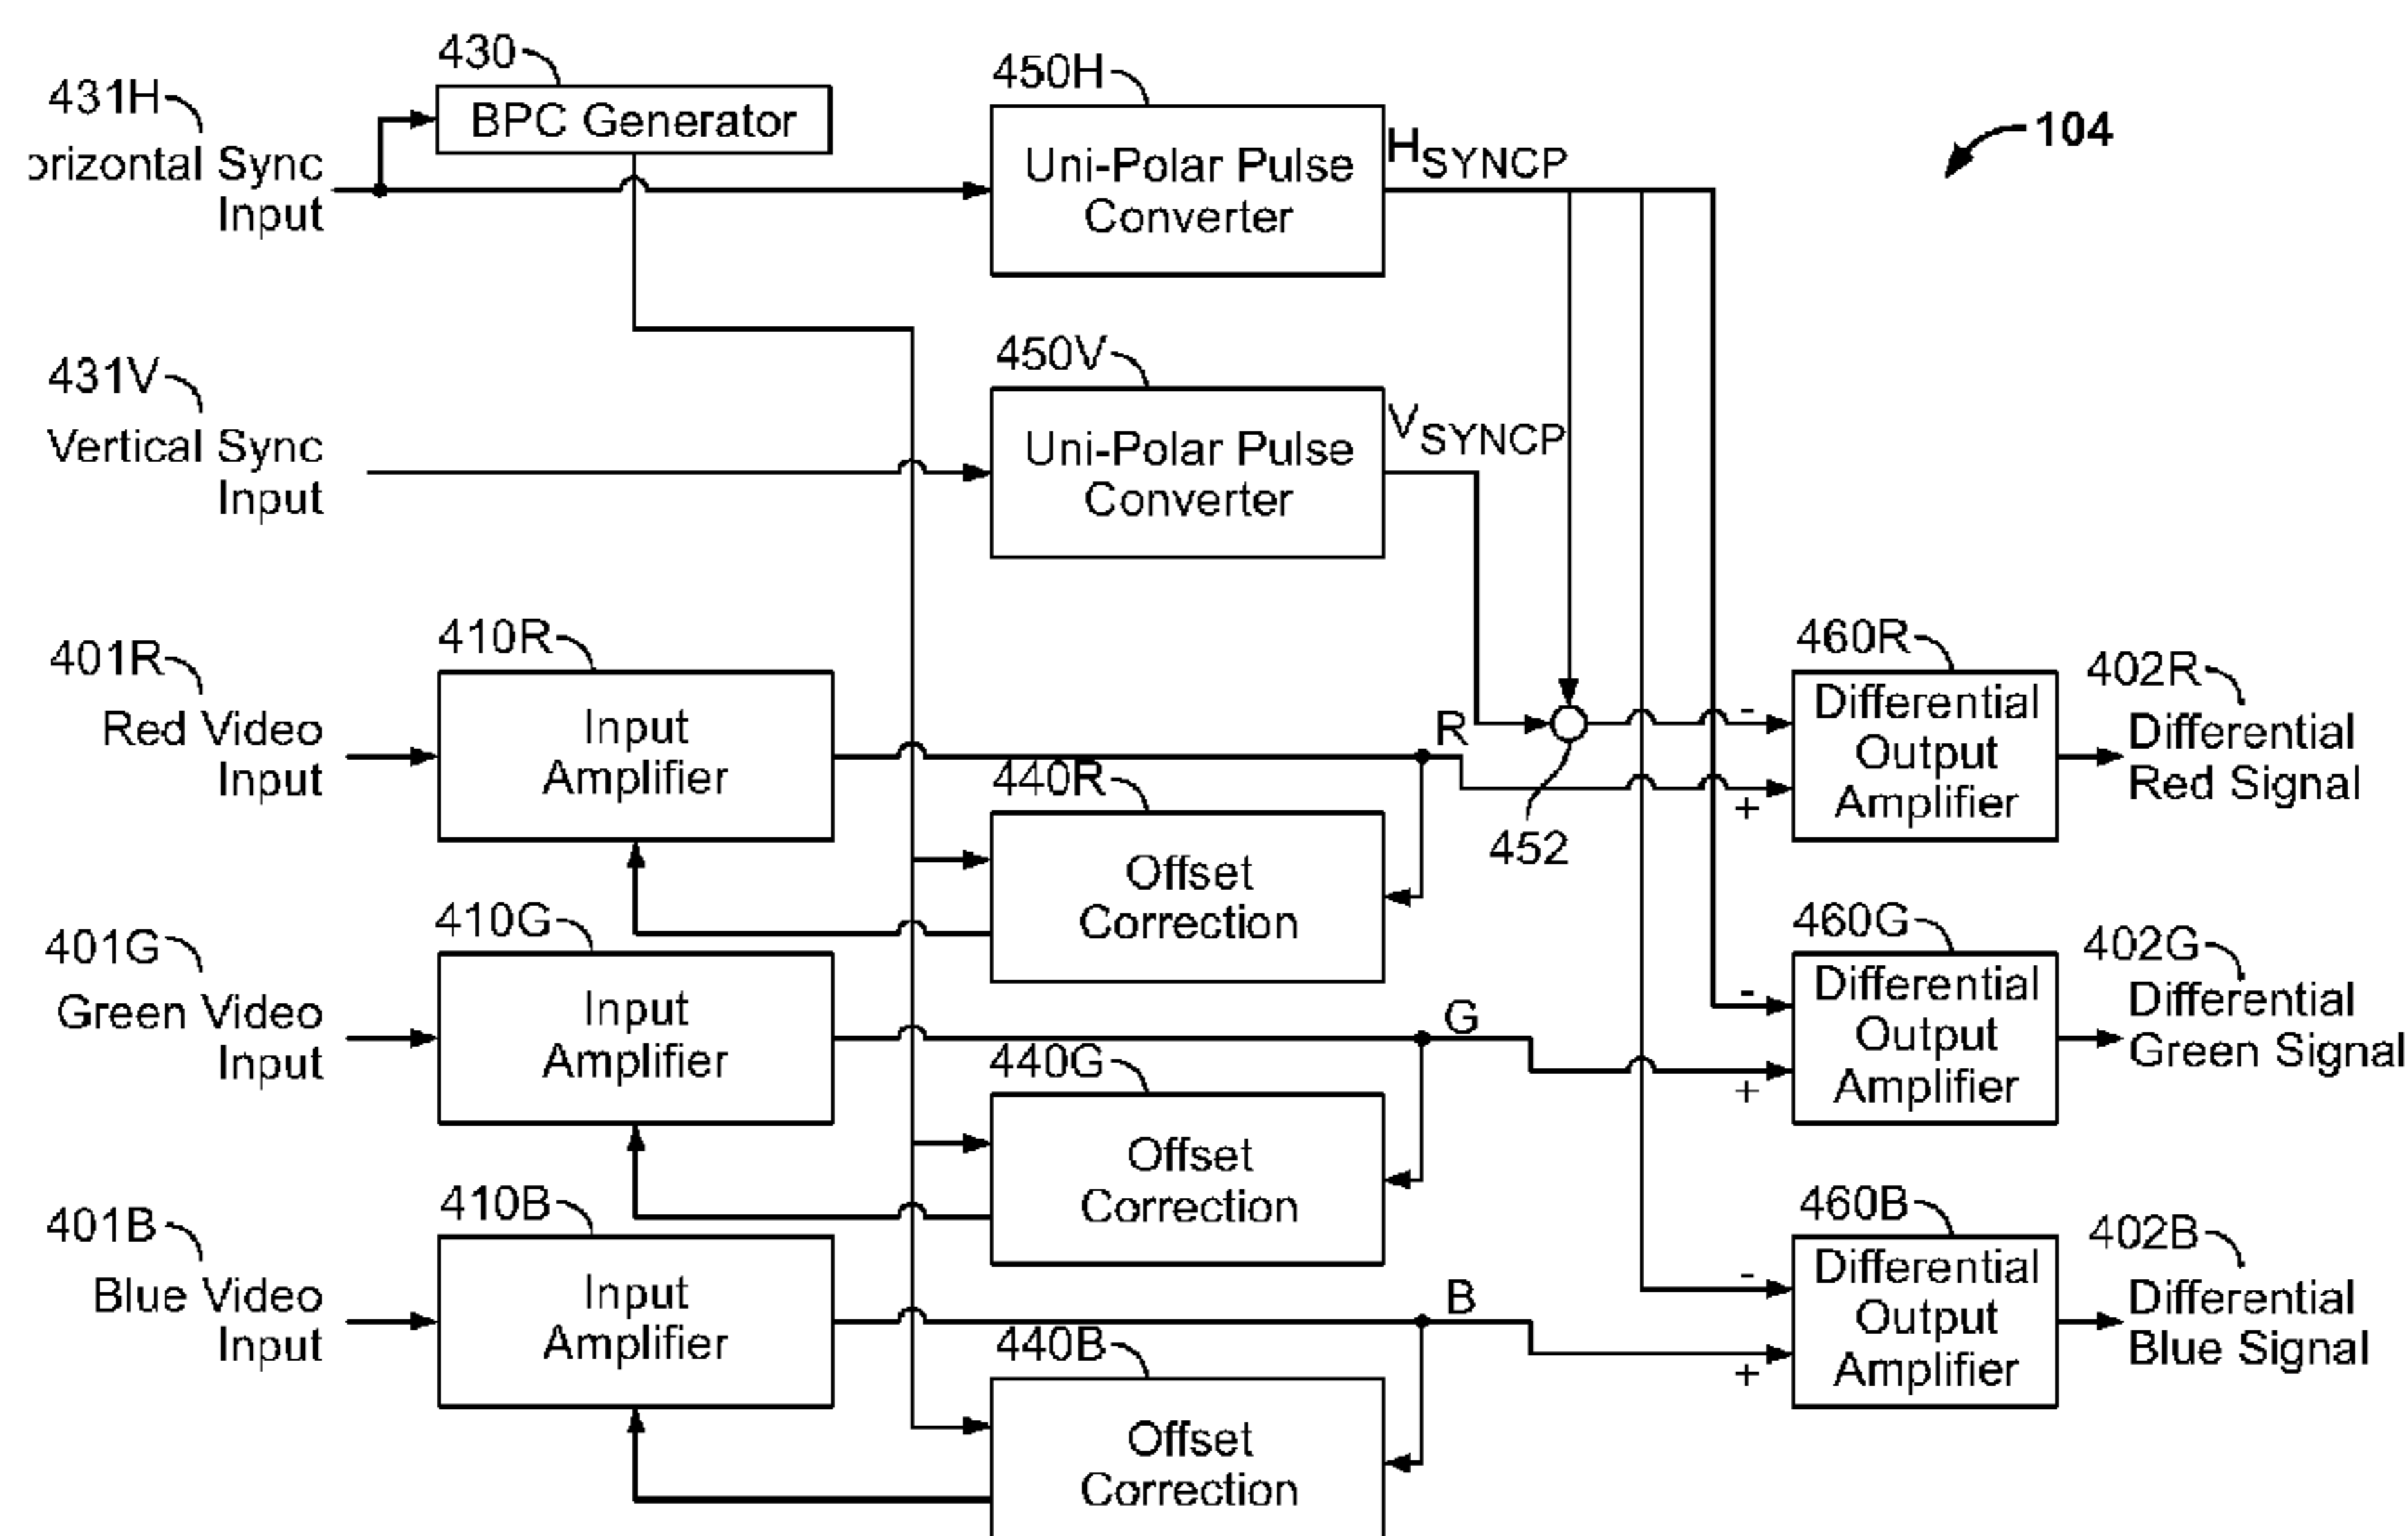 430
BPC Generator
431H
orizontal Sync
Input
450H
Uni-Polar Pulse
Converter
HSYNCP
104
431V
Vertical Sync
Input
450V
Uni-Polar Pulse
Converter
VSYNCP
401R
Red Video
Input
410R
Input
Amplifier
R
440R
Offset
Correction
452
-
+
460R
Differential
Output
Amplifier
402R
Differential
Red Signal
401G
Green Video
Input
410G
Input
Amplifier
G
440G
Offset
Correction
-
+
460G
Differential
Output
Amplifier
402G
Differential
Green Signal
401B
Blue Video
Input
410B
Input
Amplifier
B
440B
Offset
Correction
-
+
460B
Differential
Output
Amplifier
402B
Differential
Blue Signal